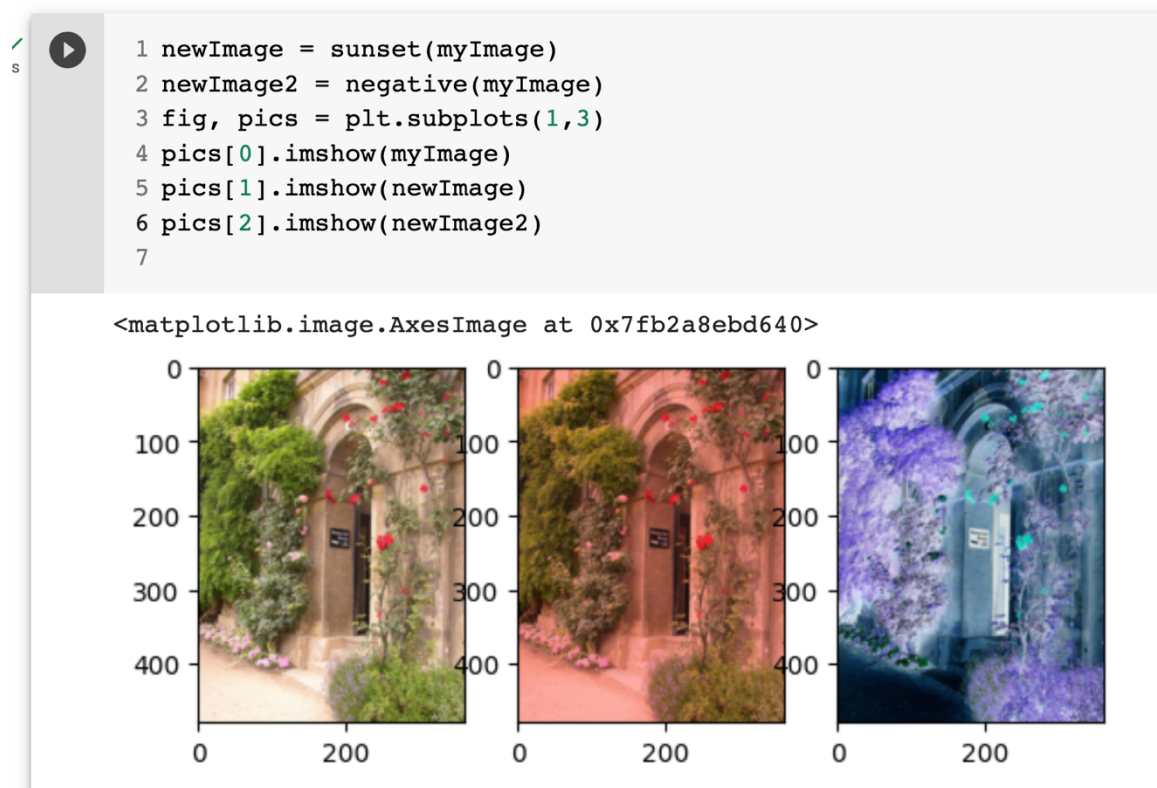 s
1 newImage = sunset(myImage)
2 newImage2 = negative(myImage)
3 fig, pics = plt.subplots(1,3)
4 pics[0].imshow(myImage)
5 pics[1].imshow(newImage)
6 pics[2].imshow(newImage2)
7
<matplotlib.image.AxesImage at 0x7fb2a8ebd640>
0 0 0
100 100 100
200 200 200
300 300 300
400 400 400
0 200 0 200 0 200